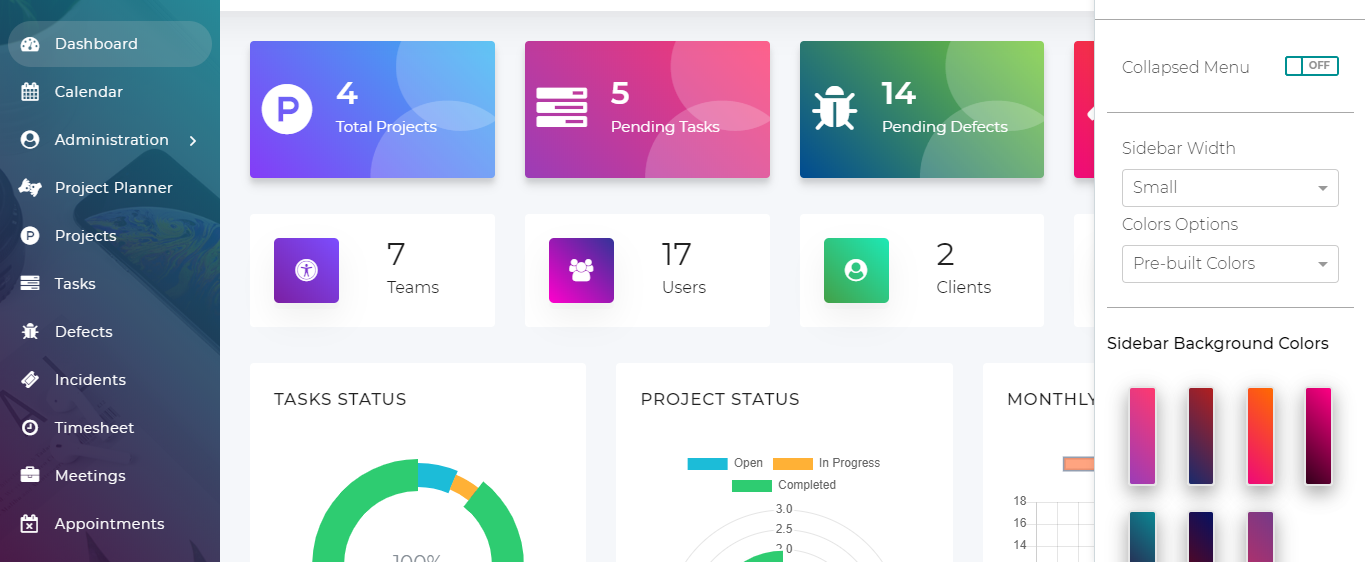 Dashboard
Calendar
Administration
Project Planner
Projects
Tasks
Defects
Incidents
Timesheet
Meetings
Appointments
P
4
Total Projects
5
Pending Tasks
14
Pending Defects
7
Teams
17
Users
2
Clients
TASKS STATUS
100%
PROJECT STATUS
Open
In Progress
Completed
3.0
2.5
2.0
MONTHLY
18
16
14
Collapsed Menu
OFF
Sidebar Width
Small
Colors Options
Pre-built Colors
Sidebar Background Colors